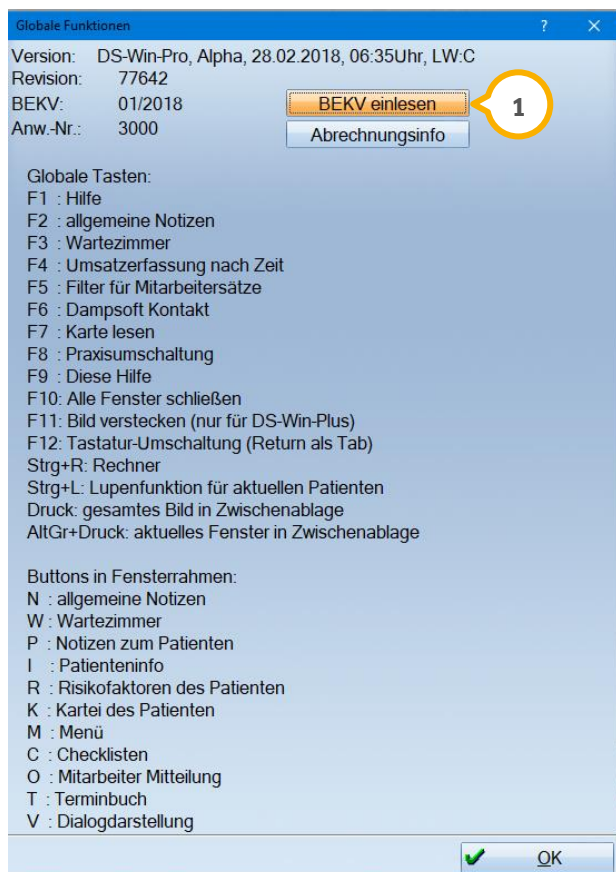 Globale Funktionen ? ×
Version: DS-Win-Pro, Alpha, 28.02.2018, 06:35Uhr, LW:C
Revision: 77642
BEKV: 01/2018 BEKV einlesen 1
Anw.-Nr.: 3000 Abrechnungsinfo
Globale Tasten:
F1 : Hilfe
F2 : allgemeine Notizen
F3 : Wartezimmer
F4 : Umsatzerfassung nach Zeit
F5 : Filter für Mitarbeitersätze
F6 : Dampsoft Kontakt
F7 : Karte lesen
F8 : Praxisumschaltung
F9 : Diese Hilfe
F10: Alle Fenster schließen
F11: Bild verstecken (nur für DS-Win-Plus)
F12: Tastatur-Umschaltung (Return als Tab)
Strg+R: Rechner
Strg+L: Lupenfunktion für aktuellen Patienten
Druck: gesamtes Bild in Zwischenablage
AltGr+Druck: aktuelles Fenster in Zwischenablage
Buttons in Fensterrahmen:
N : allgemeine Notizen
W : Wartezimmer
P : Notizen zum Patienten
I : Patienteninfo
R : Risikofaktoren des Patienten
K : Kartei des Patienten
M : Menü
C : Checklisten
O : Mitarbeiter Mitteilung
T : Terminbuch
V : Dialogdarstellung
OK